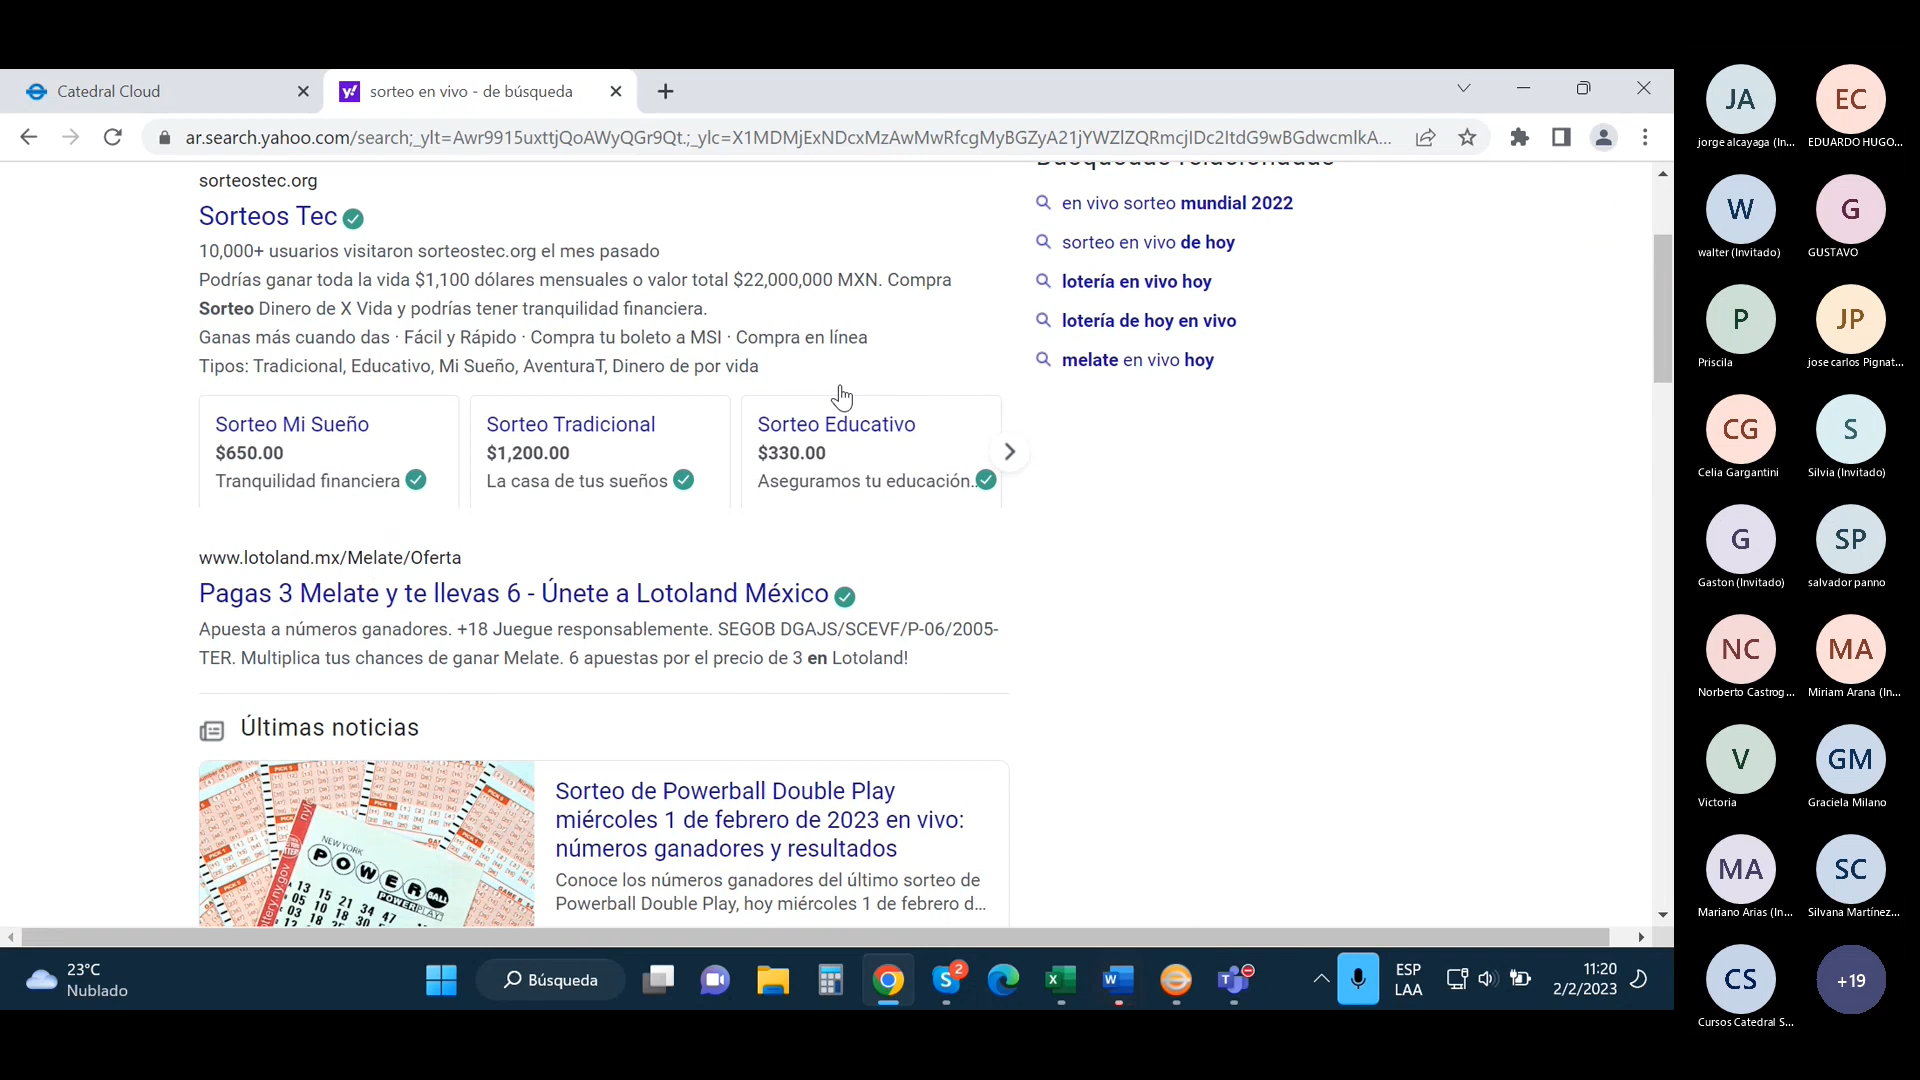 Catedral Cloud
y! sorteo en vivo - de búsqueda
ar.search.yahoo.com/search;_ylt=Awr9915uxttjQoAWyQGr9Qt.;_ylc=X1MDMjExNDcxMzAwMwRfcgMyBGZyA21jYWZlZQRmcjIDc2ItdG9wBGdwcmlkA...
sorteostec.org
Sorteos Tec
10,000+ usuarios visitaron sorteostec.org el mes pasado
Podrías ganar toda la vida $1,100 dólares mensuales o valor total $22,000,000 MXN. Compra
Sorteo Dinero de X Vida y podrías tener tranquilidad financiera.
Ganas más cuando das · Fácil y Rápido · Compra tu boleto a MSI · Compra en línea
Tipos: Tradicional, Educativo, Mi Sueño, AventuraT, Dinero de por vida
Sorteo Mi Sueño
$650.00
Tranquilidad financiera
Sorteo Tradicional
$1,200.00
La casa de tus sueños
Sorteo Educativo
$330.00
Aseguramos tu educación..
www.lotoland.mx/Melate/Oferta
Pagas 3 Melate y te llevas 6 - Únete a Lotoland México
Apuesta a números ganadores. +18 Juegue responsablemente. SEGOB DGAJS/SCEVF/P-06/2005-
TER. Multiplica tus chances de ganar Melate. 6 apuestas por el precio de 3 en Lotoland!
Últimas noticias
NEW YORK
POWERBALL
POWERPLAY
Sorteo de Powerball Double Play
miércoles 1 de febrero de 2023 en vivo:
números ganadores y resultados
Conoce los números ganadores del último sorteo de
Powerball Double Play, hoy miércoles 1 de febrero d...
Búsquedas relacionadas
en vivo sorteo mundial 2022
sorteo en vivo de hoy
lotería en vivo hoy
lotería de hoy en vivo
melate en vivo hoy
23°C
Nublado
Búsqueda
2
ESP
LAA
11:20
2/2/2023
JA
jorge alcayaga (In...
EC
EDUARDO HUGO...
W
walter (Invitado)
G
GUSTAVO
P
Priscila
JP
jose carlos Pignat...
CG
Celia Gargantini
S
Silvia (Invitado)
G
Gaston (Invitado)
SP
salvador panno
NC
Norberto Castrog...
MA
Miriam Arana (In...
V
Victoria
GM
Graciela Milano
MA
Mariano Arias (In...
SC
Silvana Martínez...
CS
Cursos Catedral S...
+19